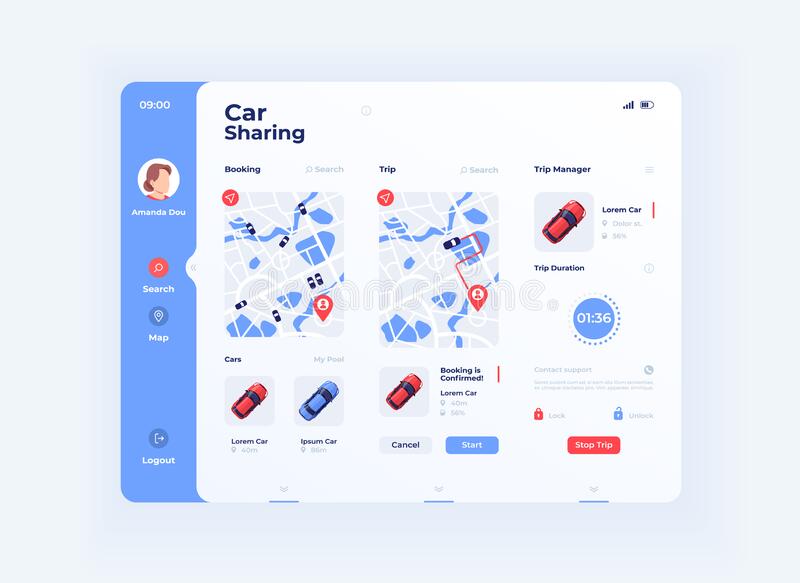 09:00
Amanda Dou
Search
Map
Logout
Car
Sharing
Booking
Search
Cars
My Pool
Lorem Car
40m
Ipsum Car
86m
Trip
Search
Booking is
Confirmed!
Lorem Car
40m
56%
Cancel
Start
Trip Manager
Lorem Car
Dolor st.
56%
Trip Duration
01:36
Contact support
Lock
Unlock
Stop Trip
dreamstime